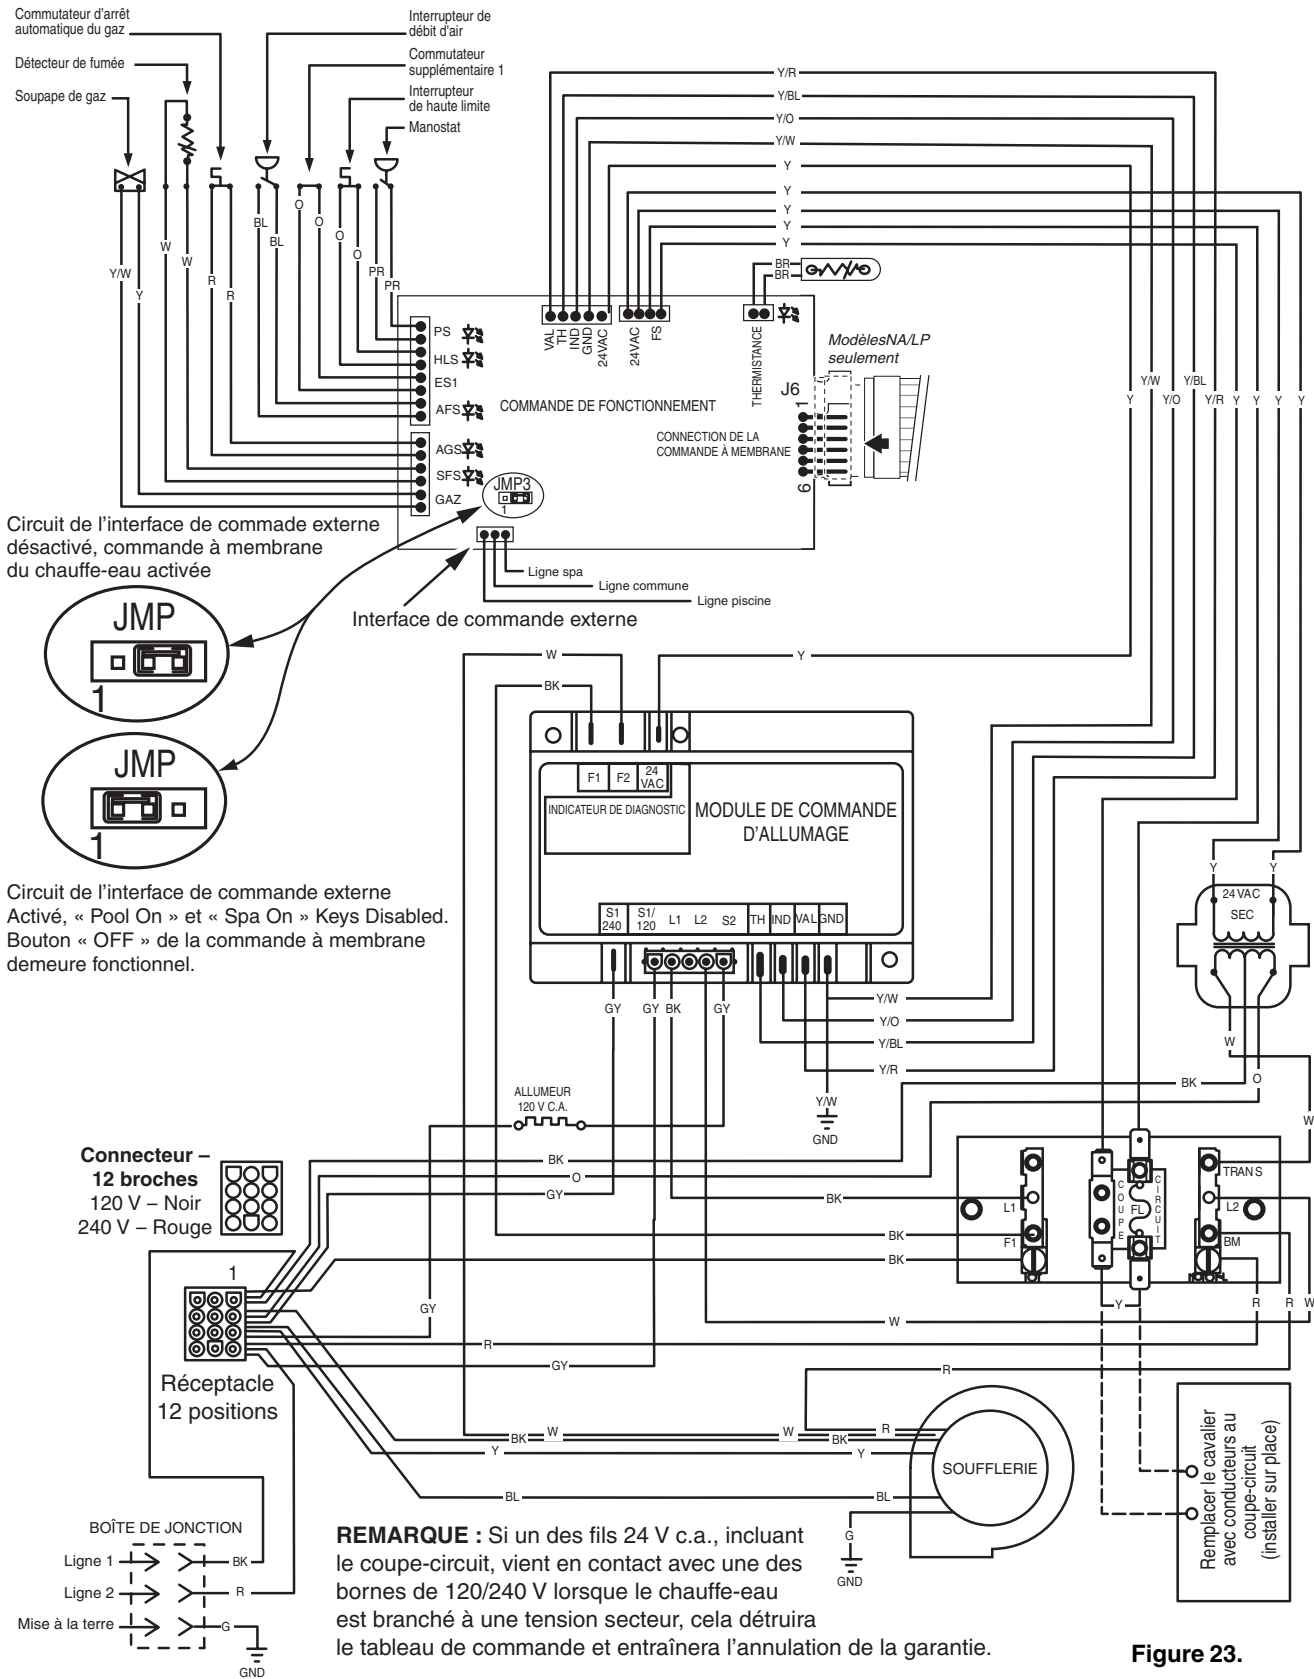 Commutateur d'arrêt
automatique du gaz
Détecteur de fumée
Soupape de gaz
Interrupteur de
débit d'air
Commutateur
supplémentaire 1
Interrupteur
de haute limite
Manostat
Y/R
Y/BL
Y/O
Y/W
Y
Y
Y
Y
Y
BL
BL
O
O
O
O
PR
PR
W
W
R
R
Y/W
Y
BR
BR
PS
HLS
ES1
AFS
AGS
SFS
GAZ
VAL
TH
IND
GND
24VAC
24VAC
FS
THERMISTANCE
ModèlesNA/LP
seulement
J6
1
6
COMMANDE DE FONCTIONNEMENT
CONNECTION DE LA
COMMANDE À MEMBRANE
JMP3
1
Y/W
Y/BL
Y
Y/O
Y/R
Y
Y
Y
Y
Circuit de l'interface de commade externe
désactivé, commande à membrane
du chauffe-eau activée
Ligne spa
Ligne commune
Ligne piscine
Interface de commande externe
JMP
1
JMP
1
Circuit de l'interface de commande externe
Activé, « Pool On » et « Spa On » Keys Disabled.
Bouton « OFF » de la commande à membrane
demeure fonctionnel.
W
Y
BK
F1
F2
24
VAC
INDICATEUR DE DIAGNOSTIC
MODULE DE COMMANDE
D'ALLUMAGE
S1
240
S1/
120
L1
L2
S2
TH
IND
VAL
GND
GY
GY
BK
GY
Y/W
Y/O
Y/BL
Y/R
Y/W
GND
Y
Y
24 VAC
SEC
W
O
BK
W
ALLUMEUR
120 V C.A.
Connecteur –
12 broches
120 V – Noir
240 V – Rouge
BK
O
GY
BK
BK
BK
L1
F1
COUPE
FL
CIRCUIT
TRANS
L2
BM
1
GY
Y
R
R
W
W
R
GY
R
Réceptacle
12 positions
BK
W
W
BK
R
Y
Y
BL
BL
SOUFFLERIE
G
GND
Remplacer le cavalier
avec conducteurs au
coupe-circuit
(installer sur place)
BOÎTE DE JONCTION
Ligne 1
BK
Ligne 2
R
Mise à la terre
G
GND
REMARQUE : Si un des fils 24 V c.a., incluant
le coupe-circuit, vient en contact avec une des
bornes de 120/240 V lorsque le chauffe-eau
est branché à une tension secteur, cela détruira
le tableau de commande et entraînera l'annulation de la garantie.
Figure 23.